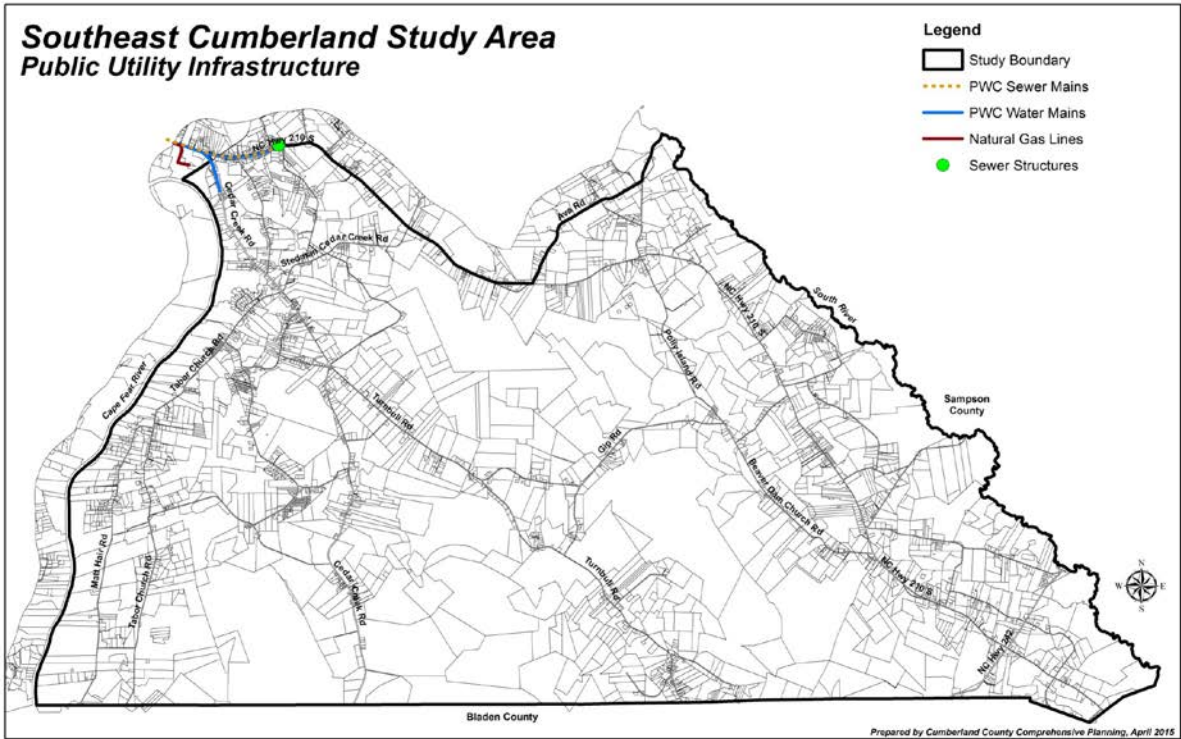 Southeast Cumberland Study Area
Public Utility Infrastructure
Legend
Study Boundary
PWC Sewer Mains
PWC Water Mains
Natural Gas Lines
Sewer Structures
NC Hwy 210 S
Cedar Creek Rd
Stedman Cedar Creek Rd
Ava Rd
NC Hwy 210 S
South River
Polly Island Rd
Tabor Church Rd
Cape Fear River
Turnbull Rd
Sampson
County
Gip Rd
Beaver Dam Church Rd
Matt Hair Rd
Tabor Church Rd
Cedar Creek Rd
Turnbull Rd
NC Hwy 210 S
NC Hwy 242
N
W
E
S
Bladen County
Prepared by Cumberland County Comprehensive Planning, April 2015